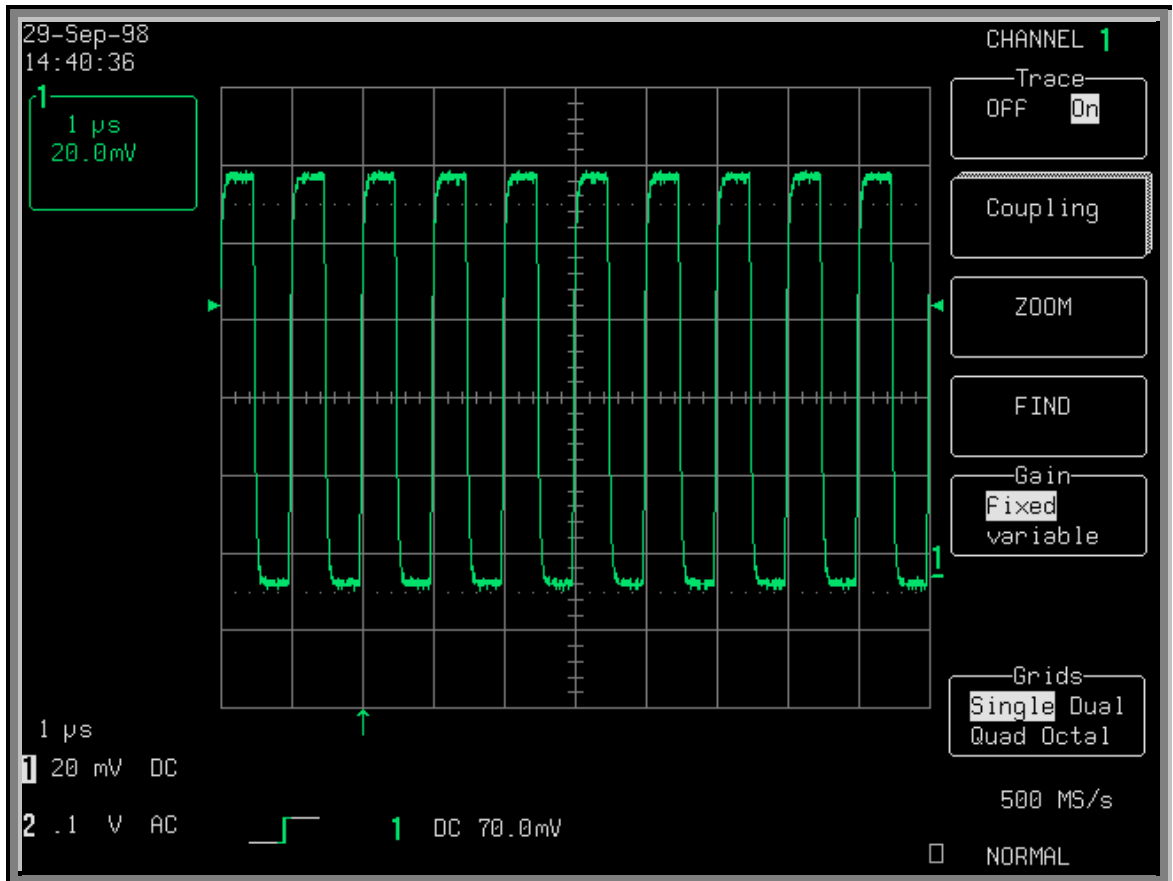 29-Sep-98
14:40:36
1
1 µs
20.0mV
CHANNEL 1
Trace
OFF On
Coupling
ZOOM
FIND
Gain
Fixed
variable
1
Grids
Single Dual
Quad Octal
1 µs
1 20 mV DC
2 .1 V AC
1 DC 70.0mV
500 MS/s
NORMAL